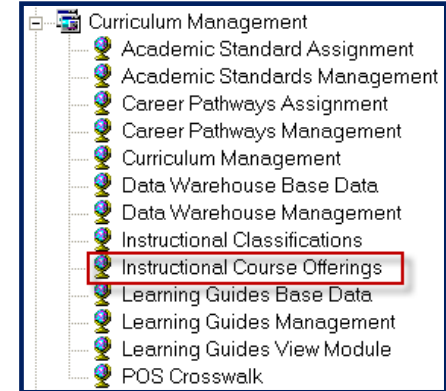 Curriculum Management
Academic Standard Assignment
Academic Standards Management
Career Pathways Assignment
Career Pathways Management
Curriculum Management
Data Warehouse Base Data
Data Warehouse Management
Instructional Classifications
Instructional Course Offerings
Learning Guides Base Data
Learning Guides Management
Learning Guides View Module
POS Crosswalk